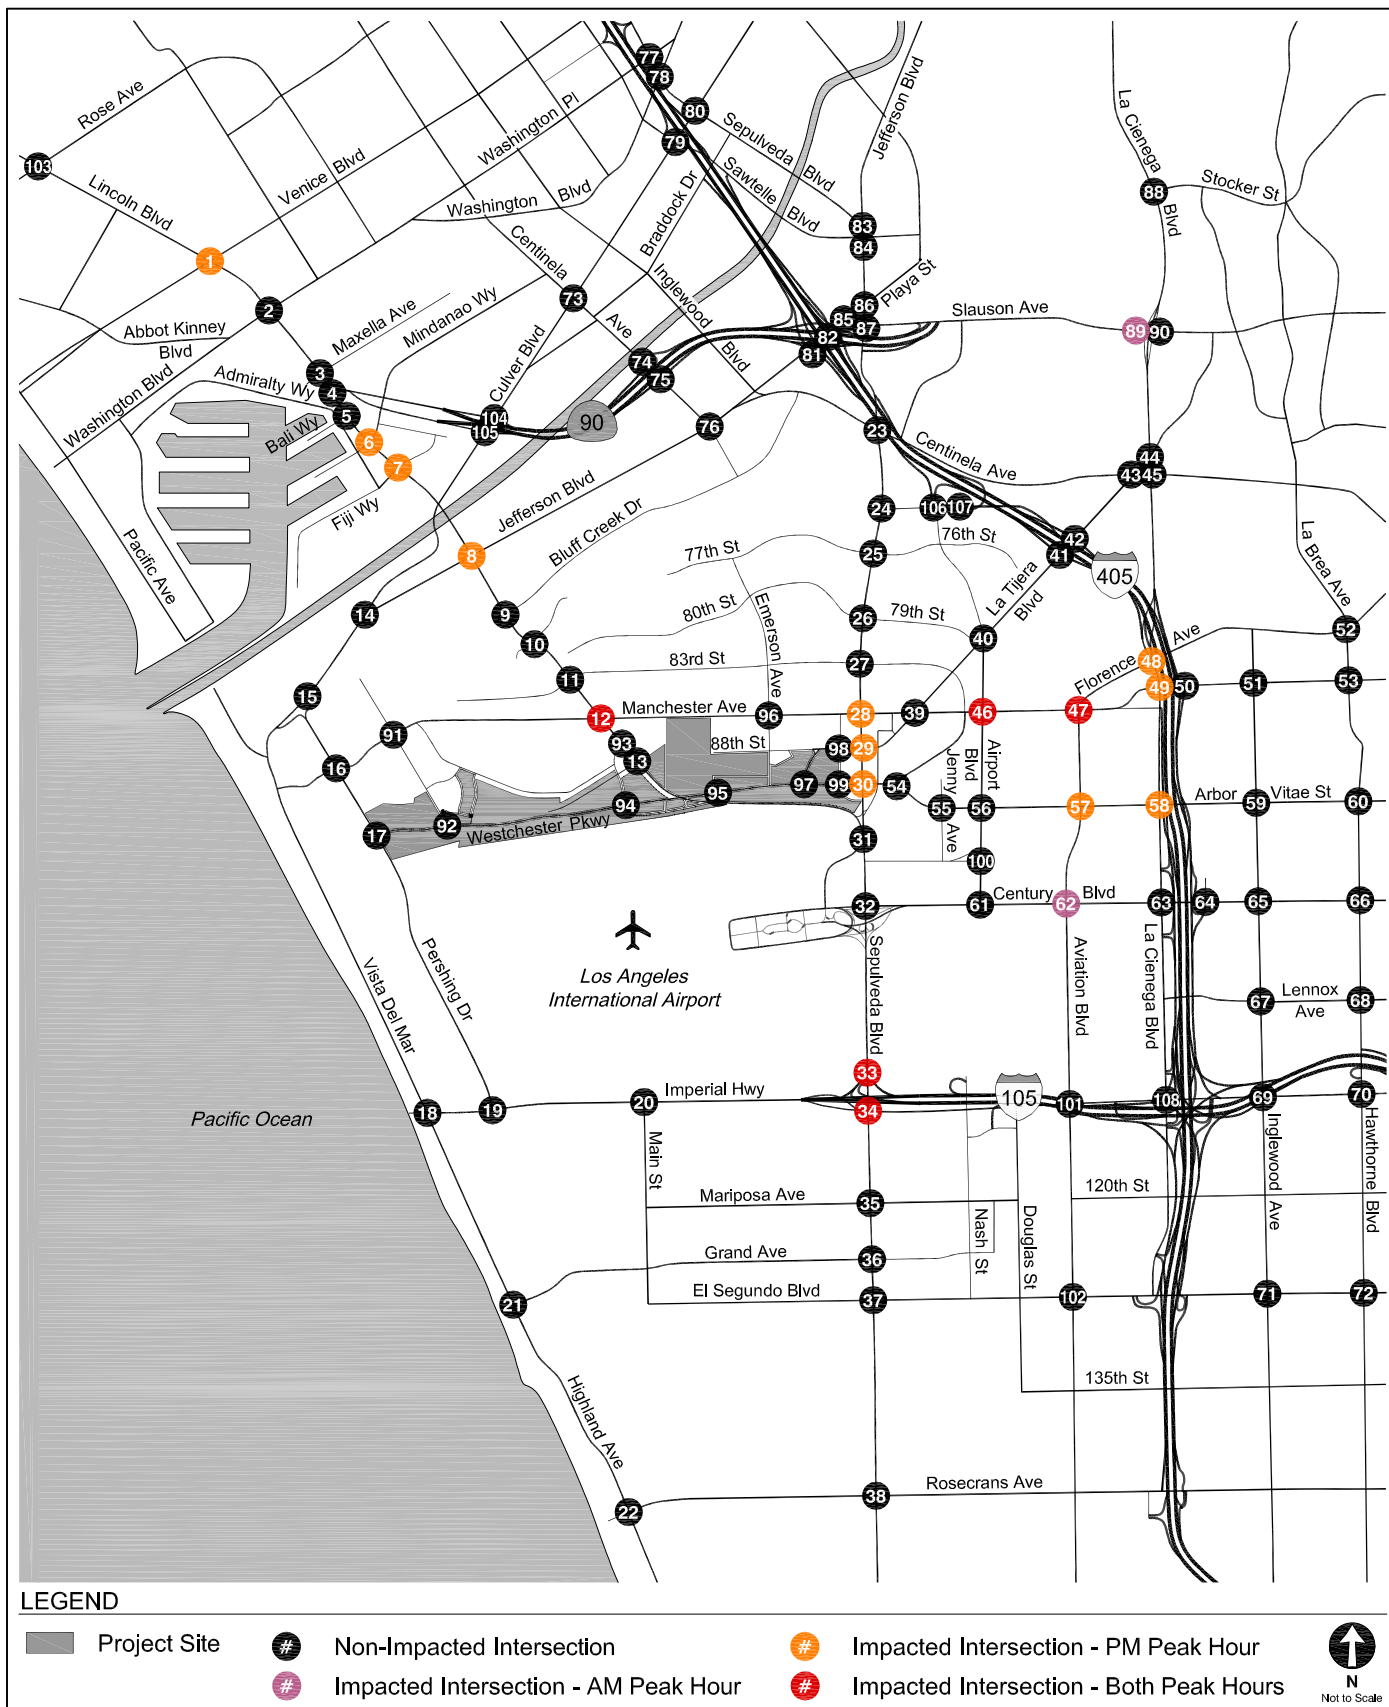 77
78
80
79
Rose Ave
103
Lincoln Blvd
Venice Blvd
Washington Pl
Washington Blvd
Sepulveda Blvd
Sawtelle Blvd
Jefferson Blvd
La Cienega
Blvd
88
Stocker St
Braddock Dr
83
84
1
2
Centinela
Ave
73
Inglewood
Blvd
86
85
87
Playa St
Slauson Ave
82
81
89
90
Abbot Kinney
Blvd
Maxella Ave
Mindanao Wy
Culver Blvd
74
75
3
4
5
Admiralty Wy
Washington Blvd
Bali Wy
6
7
104
105
90
76
23
Centinela Ave
44
43
45
Fiji Wy
Jefferson Blvd
Bluff Creek Dr
24
106
107
Pacific Ave
8
77th St
25
76th St
42
41
405
La Brea Ave
La Tijera
Blvd
14
9
10
80th St
Emerson Ave
26
79th St
40
52
11
83rd St
27
Florence
Ave
48
49
50
51
53
15
12
Manchester Ave
96
28
39
46
47
91
93
13
88th St
98
29
Airport
Blvd
16
94
95
97
99
30
54
Jenny
Ave
55
56
57
58
Arbor
Vitae St
59
60
17
92
Westchester Pkwy
31
100
32
61
Century
Blvd
62
63
64
65
66
Pershing Dr
Vista Del Mar
Los Angeles
International Airport
Sepulveda Blvd
Aviation Blvd
La Cienega Blvd
67
Lennox
Ave
68
33
34
18
19
20
Imperial Hwy
105
101
108
69
70
Pacific Ocean
Main St
Mariposa Ave
35
Nash St
Douglas St
120th St
Inglewood Ave
Hawthorne Blvd
Grand Ave
36
21
El Segundo Blvd
37
102
71
72
135th St
Highland Ave
22
38
Rosecrans Ave
LEGEND
Project Site
# Non-Impacted Intersection
# Impacted Intersection - PM Peak Hour
# Impacted Intersection - AM Peak Hour
# Impacted Intersection - Both Peak Hours
N
Not to Scale